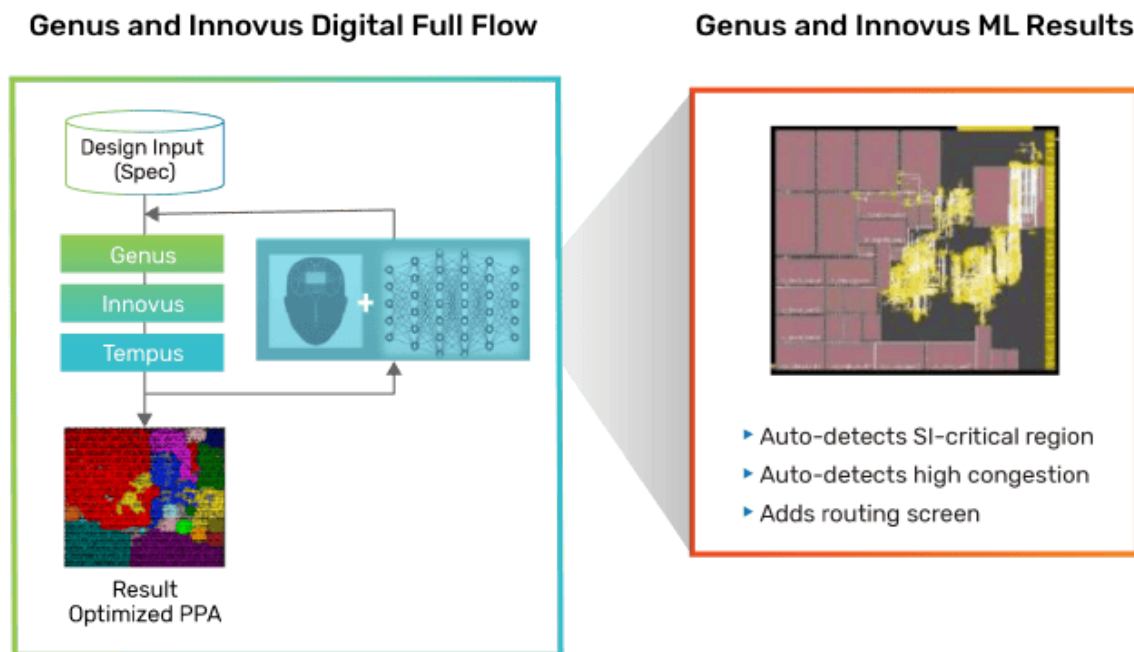 Genus and Innovus Digital Full Flow
Design Input
(Spec)
Genus
Innovus
Tempus
+
Result
Optimized PPA
Genus and Innovus ML Results
Auto-detects SI-critical region
Auto-detects high congestion
Adds routing screen